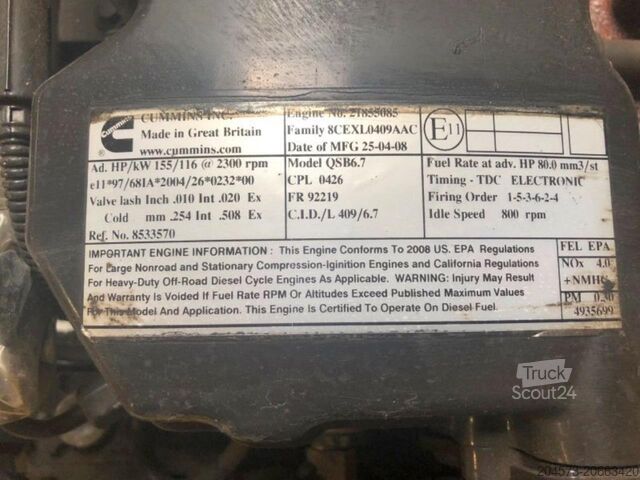 CUMMINS INC. Engine No. 21855085
Cummins Made in Great Britain Family 8CEXL0409AAC E11
www.cummins.com Date of MFG 25-04-08
Ad. HP/kW 155/116 @ 2300 rpm Model QSB6.7 Fuel Rate at adv. HP 80.0 mm3/st
e11*97/68IA*2004/26*0232*00 CPL 0426 Timing - TDC ELECTRONIC
Valve lash Inch .010 Int .020 Ex FR 92219 Firing Order 1-5-3-6-2-4
Cold mm .254 Int .508 Ex C.I.D./L 409/6.7 Idle Speed 800 rpm
Ref. No. 8533570
IMPORTANT ENGINE INFORMATION : This Engine Conforms To 2008 US. EPA Regulations FEL EPA
For Large Nonroad and Stationary Compression-Ignition Engines and California Regulations NOx 4.0
For Heavy-Duty Off-Road Diesel Cycle Engines As Applicable. WARNING: Injury May Result +NMHC
And Warranty Is Voided If Fuel Rate RPM Or Altitudes Exceed Published Maximum Values PM 0.30
For This Model And Application. This Engine Is Certified To Operate On Diesel Fuel. 4935699
Truck
Scout24
204573-20663420